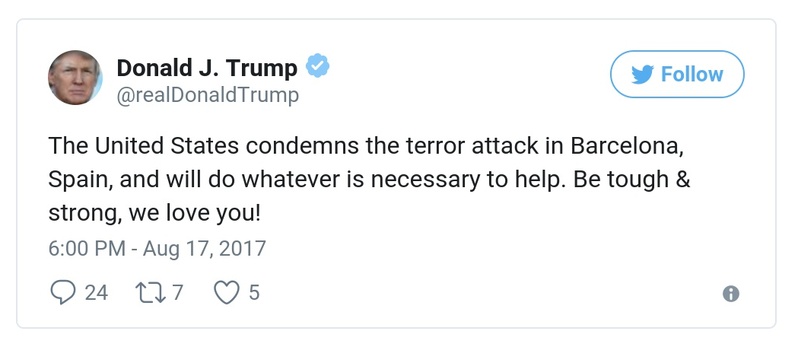 Donald J. Trump
@realDonaldTrump
Follow
The United States condemns the terror attack in Barcelona,
Spain, and will do whatever is necessary to help. Be tough &
strong, we love you!
6:00 PM - Aug 17, 2017
24 7 5